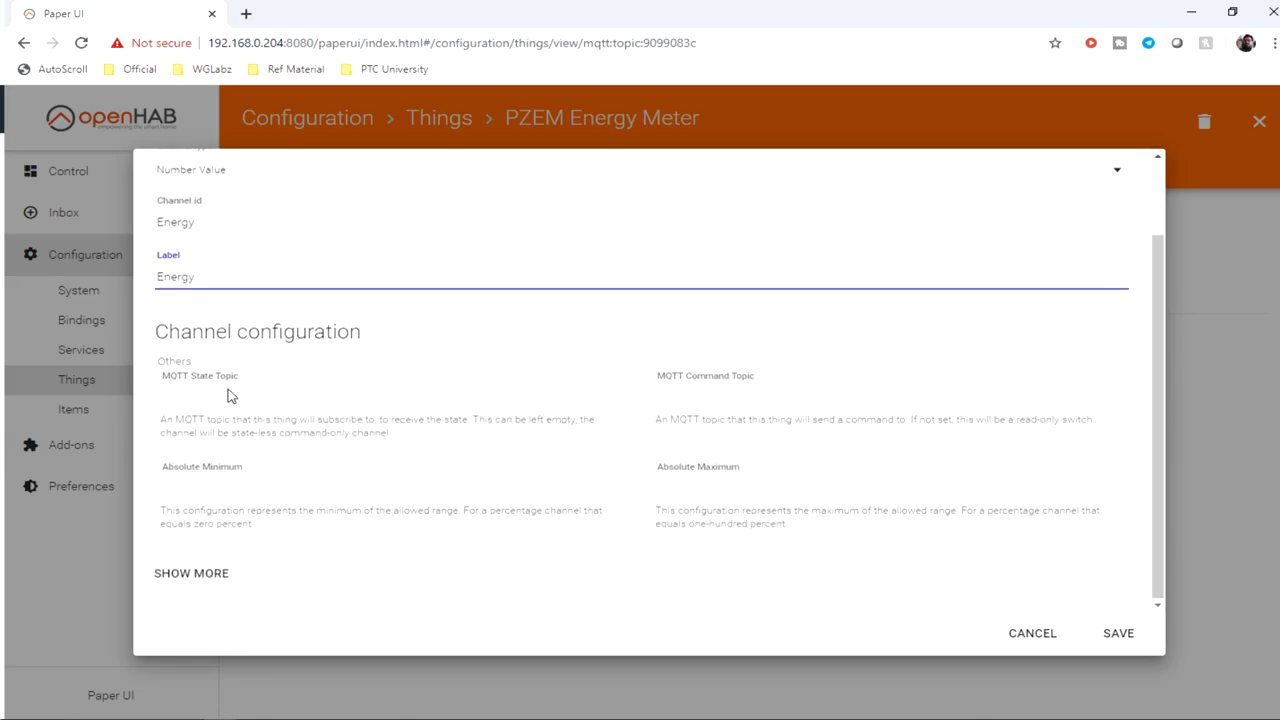 Paper UI
Not secure
192.168.0.204:8080/paperui/index.html#/configuration/things/view/mqtt:topic:9099083c
AutoScroll
Official
WGLabz
Ref Material
PTC University
openHAB
empowering the smart home
Configuration
Things
PZEM Energy Meter
Control
Inbox
Configuration
System
Bindings
Services
Things
Items
Add-ons
Preferences
Paper UI
Number Value
Channel id
Energy
Label
Energy
Channel configuration
Others
MQTT State Topic
An MQTT topic that this thing will subscribe to, to receive the state. This can be left empty, the
channel will be state-less command-only channel.
MQTT Command Topic
An MQTT topic that this thing will send a command to. If not set, this will be a read-only switch.
Absolute Minimum
This configuration represents the minimum of the allowed range. For a percentage channel that
equals zero percent.
Absolute Maximum
This configuration represents the maximum of the allowed range. For a percentage channel that
equals one-hundred percent
SHOW MORE
CANCEL
SAVE